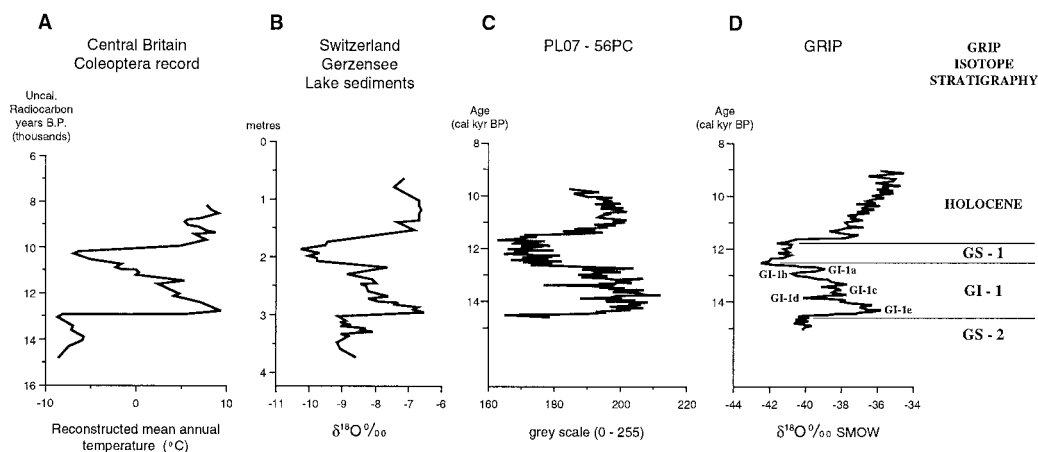 A
Central Britain
Coleoptera record
Uncal.
Radiocarbon
years B.P.
(thousands)
6
8
10
12
14
16
-10
0
10
Reconstructed mean annual
temperature (°C)
B
Switzerland
Gerzensee
Lake sediments
metres
0
1
2
3
4
-11
-10
-9
-8
-7
-6
δ¹⁸O ⁰/₀₀
C
PL07 - 56PC
Age
(cal kyr BP)
8
10
12
14
160
180
200
220
grey scale (0 - 255)
D
GRIP
Age
(cal kyr BP)
8
10
12
14
GI-1b
GI-1a
GI-1c
GI-1d
GI-1e
-44
-42
-40
-38
-36
-34
δ¹⁸O ⁰/₀₀ SMOW
GRIP
ISOTOPE
STRATIGRAPHY
HOLOCENE
GS - 1
GI - 1
GS - 2